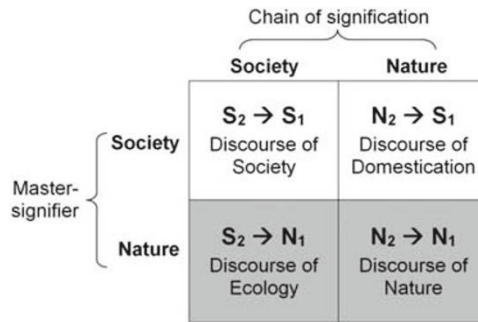 Chain of signification
Society Nature
S₂ → S₁ N₂ → S₁
Society Discourse of Discourse of
Society Domestication
Master-
signifier
S₂ → N₁ N₂ → N₁
Nature Discourse of Discourse of
Ecology Nature